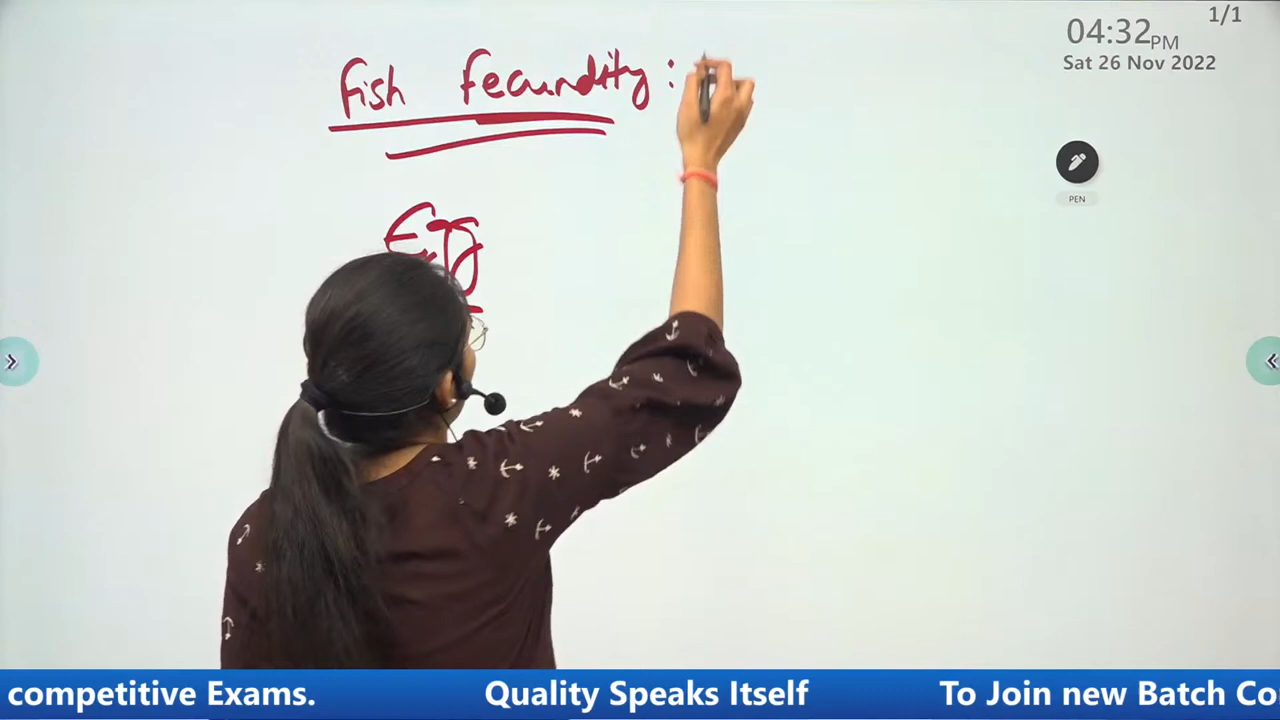 1/1
04:32PM
Sat 26 Nov 2022
Fish Fecundity:
Egg
PEN
competitive Exams. Quality Speaks Itself To Join new Batch Co